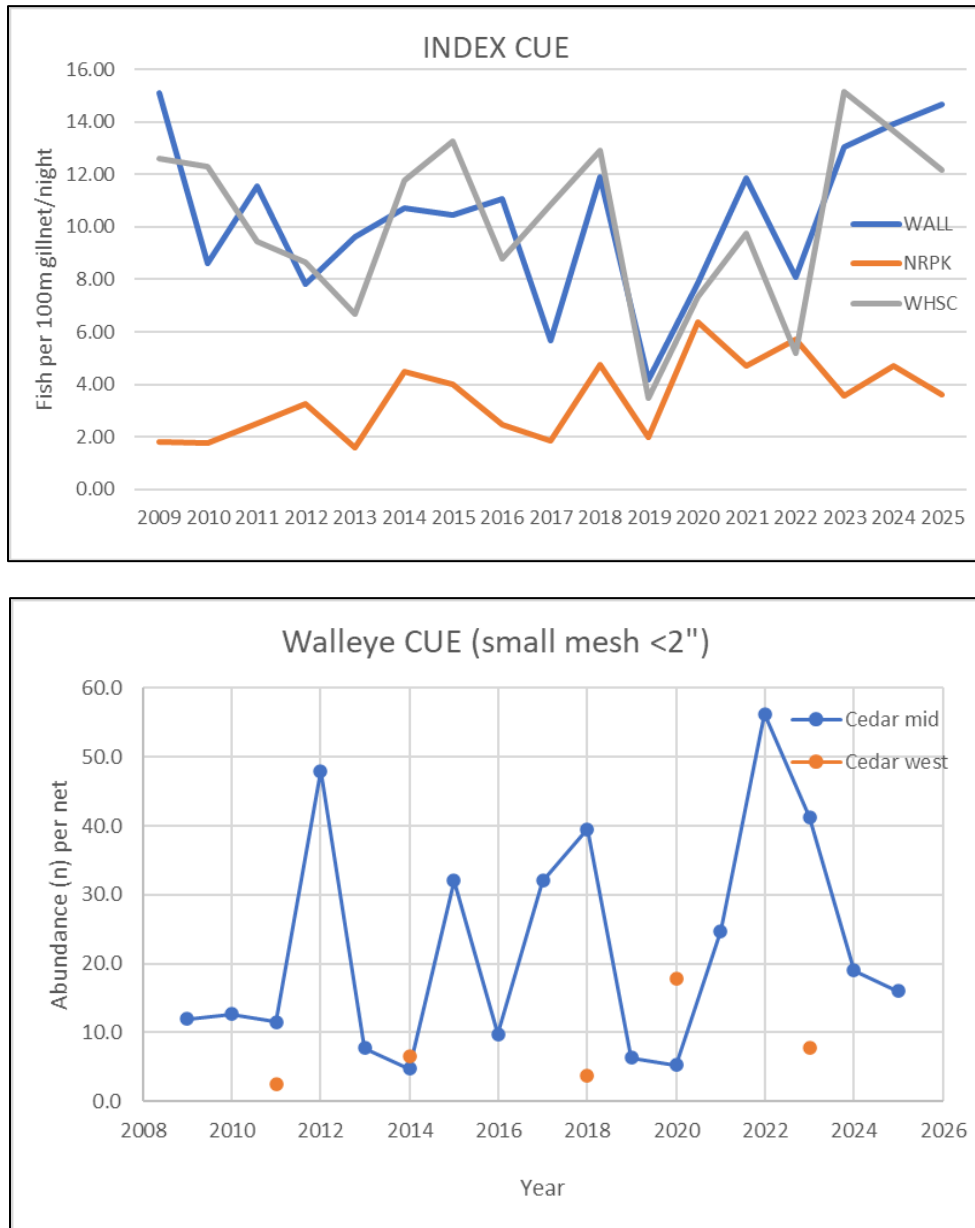 INDEX CUE
16.00
14.00
12.00
10.00
8.00
6.00
4.00
2.00
0.00
Fish per 100m gillnet/night
WALL
NRPK
WHSC
2009 2010 2011 2012 2013 2014 2015 2016 2017 2018 2019 2020 2021 2022 2023 2024 2025
Walleye CUE (small mesh <2")
60.0
50.0
40.0
30.0
20.0
10.0
0.0
Abundance (n) per net
Cedar mid
Cedar west
2008 2010 2012 2014 2016 2018 2020 2022 2024 2026
Year